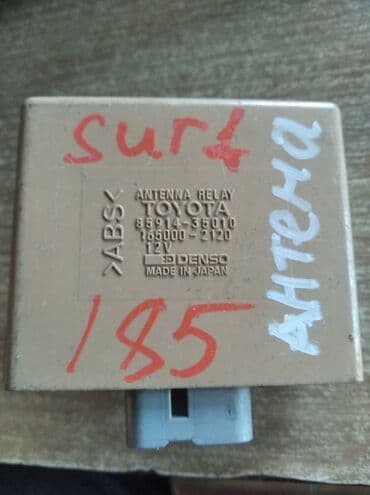 surf
ANTENNA RELAY
TOYOTA
85914-35010
165000-2120
12V
DENSO
MADE IN JAPAN
>ABS<
185
Антена